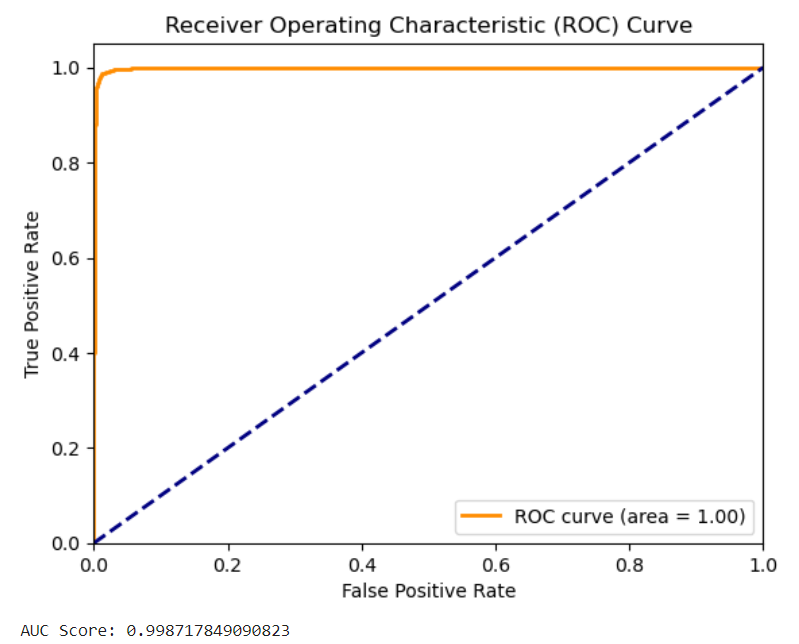 Receiver Operating Characteristic (ROC) Curve
1.0
0.8
0.6
0.4
0.2
0.0
True Positive Rate
ROC curve (area = 1.00)
0.0 0.2 0.4 0.6 0.8 1.0
False Positive Rate
AUC Score: 0.998717849090823